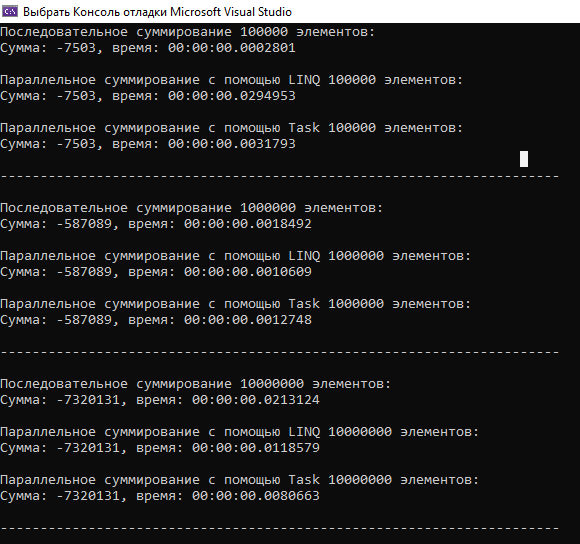 Выбрать Консоль отладки Microsoft Visual Studio
Последовательное суммирование 100000 элементов:
Сумма: -7503, время: 00:00:00.0002801
Параллельное суммирование с помощью LINQ 100000 элементов:
Сумма: -7503, время: 00:00:00.0294953
Параллельное суммирование с помощью Task 100000 элементов:
Сумма: -7503, время: 00:00:00.0031793
----------------------------------------------------------------------
Последовательное суммирование 1000000 элементов:
Сумма: -587089, время: 00:00:00.0018492
Параллельное суммирование с помощью LINQ 1000000 элементов:
Сумма: -587089, время: 00:00:00.0010609
Параллельное суммирование с помощью Task 1000000 элементов:
Сумма: -587089, время: 00:00:00.0012748
----------------------------------------------------------------------
Последовательное суммирование 10000000 элементов:
Сумма: -7320131, время: 00:00:00.0213124
Параллельное суммирование с помощью LINQ 10000000 элементов:
Сумма: -7320131, время: 00:00:00.0118579
Параллельное суммирование с помощью Task 10000000 элементов:
Сумма: -7320131, время: 00:00:00.0080663
----------------------------------------------------------------------